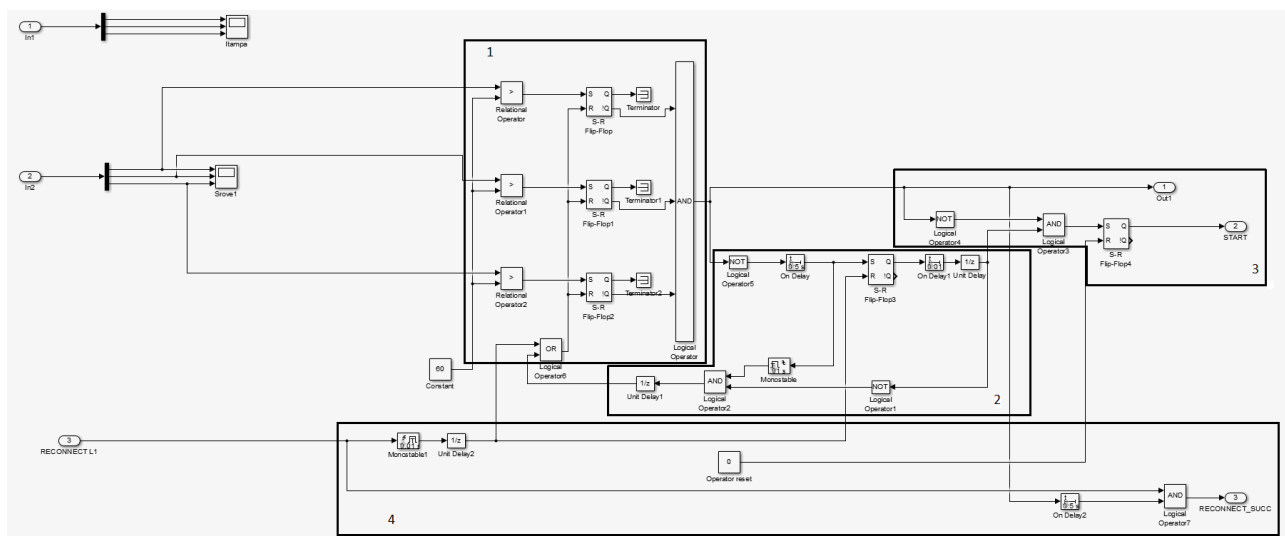 1
In1
Itampa
2
In2
Srove1
1
>
Relational
Operator
S Q
R !Q
S-R
Flip-Flop
Terminator
>
Relational
Operator1
S Q
R !Q
S-R
Flip-Flop1
Terminator1
>
Relational
Operator2
S Q
R !Q
S-R
Flip-Flop2
Terminator2
AND
Logical
Operator
OR
Logical
Operator6
60
Constant
NOT
Logical
Operator5
On Delay
S Q
R !Q
S-R
Flip-Flop3
On Delay1
1/z
Unit Delay
Monostable
AND
Logical
Operator2
1/z
Unit Delay1
NOT
Logical
Operator1
2
1
Out1
NOT
Logical
Operator4
AND
Logical
Operator3
S Q
R !Q
S-R
Flip-Flop4
2
START
3
3
RECONNECT L1
Monostable1
1/z
Unit Delay2
0
Operator reset
On Delay2
AND
Logical
Operator7
3
RECONNECT_SUCC
4